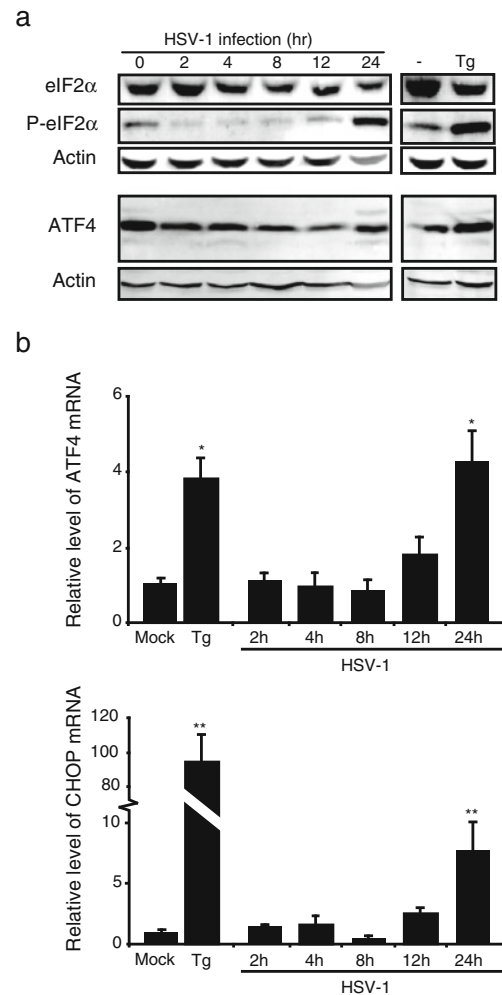 a
HSV-1 infection (hr)
0 2 4 8 12 24 - Tg
eIF2α
P-eIF2α
Actin
ATF4
Actin
b
Relative level of ATF4 mRNA
6
4
2
0
*
*
Mock Tg 2h 4h 8h 12h 24h
HSV-1
Relative level of CHOP mRNA
120
100
80
10
5
0
**
**
Mock Tg 2h 4h 8h 12h 24h
HSV-1